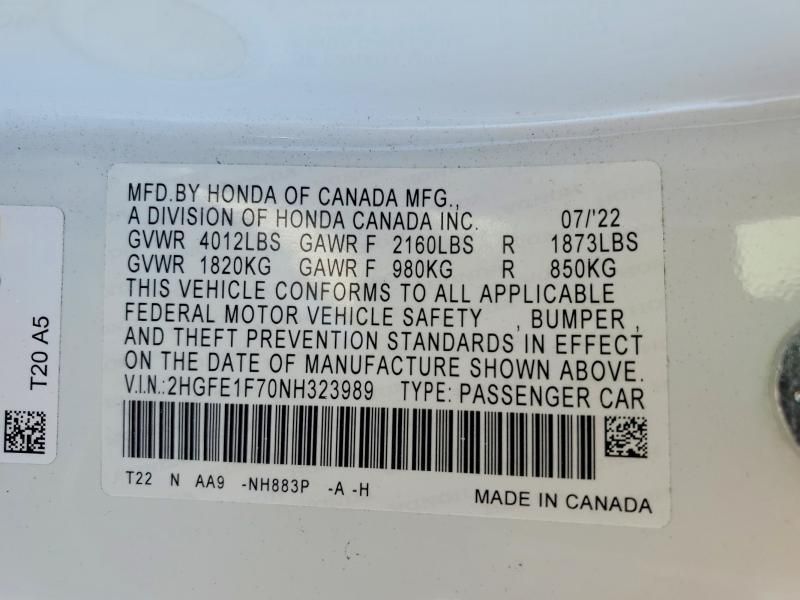 MFD.BY HONDA OF CANADA MFG.,
A DIVISION OF HONDA CANADA INC. 07/'22
GVWR 4012LBS GAWR F 2160LBS R 1873LBS
GVWR 1820KG GAWR F 980KG R 850KG
THIS VEHICLE CONFORMS TO ALL APPLICABLE
FEDERAL MOTOR VEHICLE SAFETY , BUMPER ,
AND THEFT PREVENTION STANDARDS IN EFFECT
ON THE DATE OF MANUFACTURE SHOWN ABOVE.
V.I.N.:2HGFE1F70NH323989 TYPE: PASSENGER CAR
T22 N AA9 -NH883P -A -H
MADE IN CANADA
T20 A5